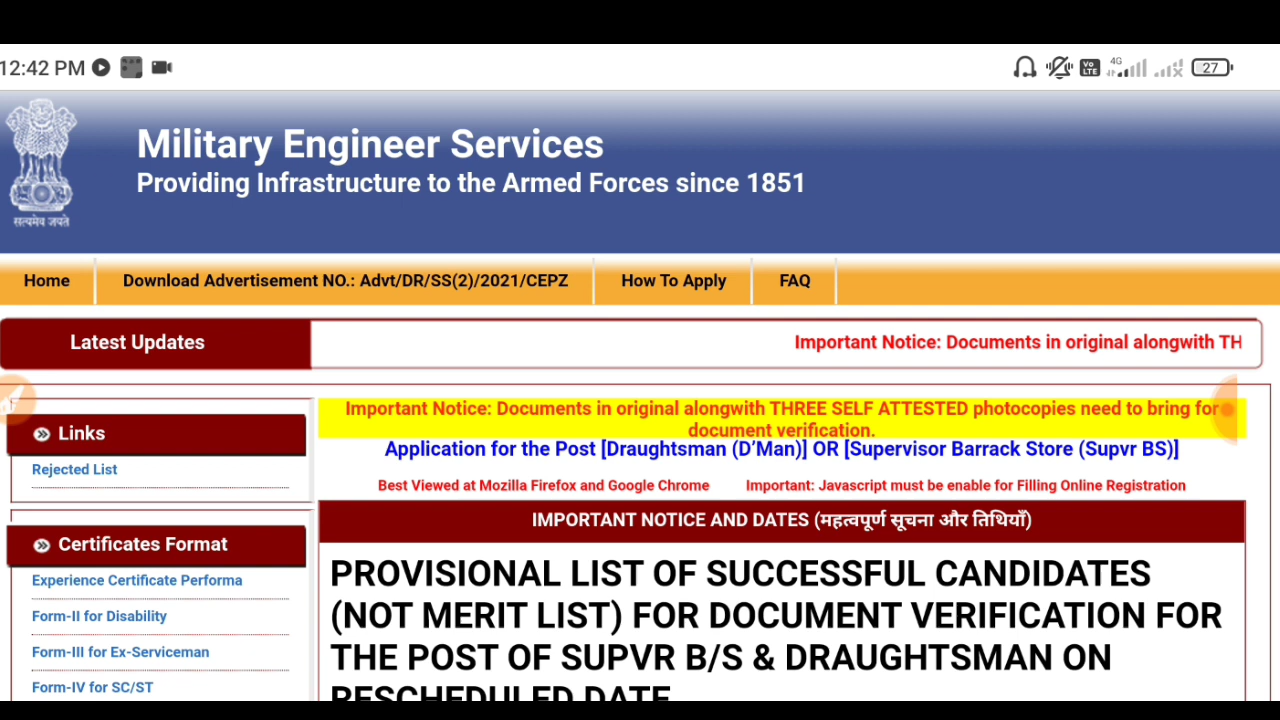 12:42 PM
Vo LTE 4G 27
Military Engineer Services
Providing Infrastructure to the Armed Forces since 1851
सत्यमेव जयते
Home Download Advertisement NO.: Advt/DR/SS(2)/2021/CEPZ How To Apply FAQ
Latest Updates
Important Notice: Documents in original alongwith TH
Links
Rejected List
Certificates Format
Experience Certificate Performa
Form-II for Disability
Form-III for Ex-Serviceman
Form-IV for SC/ST
Important Notice: Documents in original alongwith THREE SELF ATTESTED photocopies need to bring for
document verification.
Application for the Post [Draughtsman (D'Man)] OR [Supervisor Barrack Store (Supvr BS)]
Best Viewed at Mozilla Firefox and Google Chrome Important: Javascript must be enable for Filling Online Registration
IMPORTANT NOTICE AND DATES (महत्वपूर्ण सूचना और तिथियाँ)
PROVISIONAL LIST OF SUCCESSFUL CANDIDATES
(NOT MERIT LIST) FOR DOCUMENT VERIFICATION FOR
THE POST OF SUPVR B/S & DRAUGHTSMAN ON
RESCHEDULED DATE